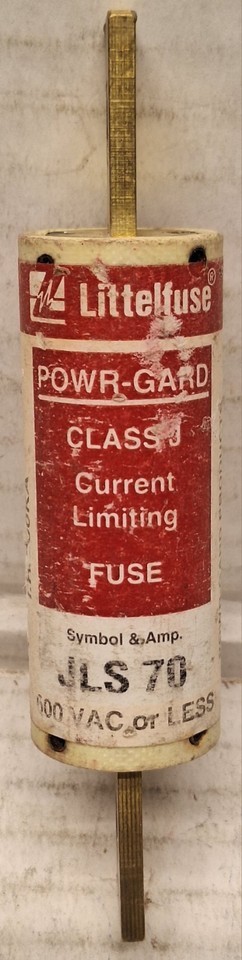 Littelfuse®
POWR-GARD
CLASS J
Current
Limiting
FUSE
Symbol & Amp.
JLS 70
600 VAC or LESS